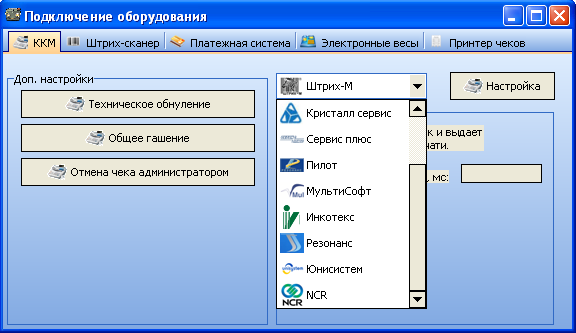 Подключение оборудования
ККМ
Штрих-сканер
Платежная система
Электронные весы
Принтер чеков
Доп. настройки
Техническое обнуление
Общее гашение
Отмена чека администратором
Штрих-М
Настройка
Кристалл сервис
Сервис плюс
Пилот
МультиСофт
Инкотекс
Резонанс
Юнисистем
NCR
к и выдает
чати.
, мс: